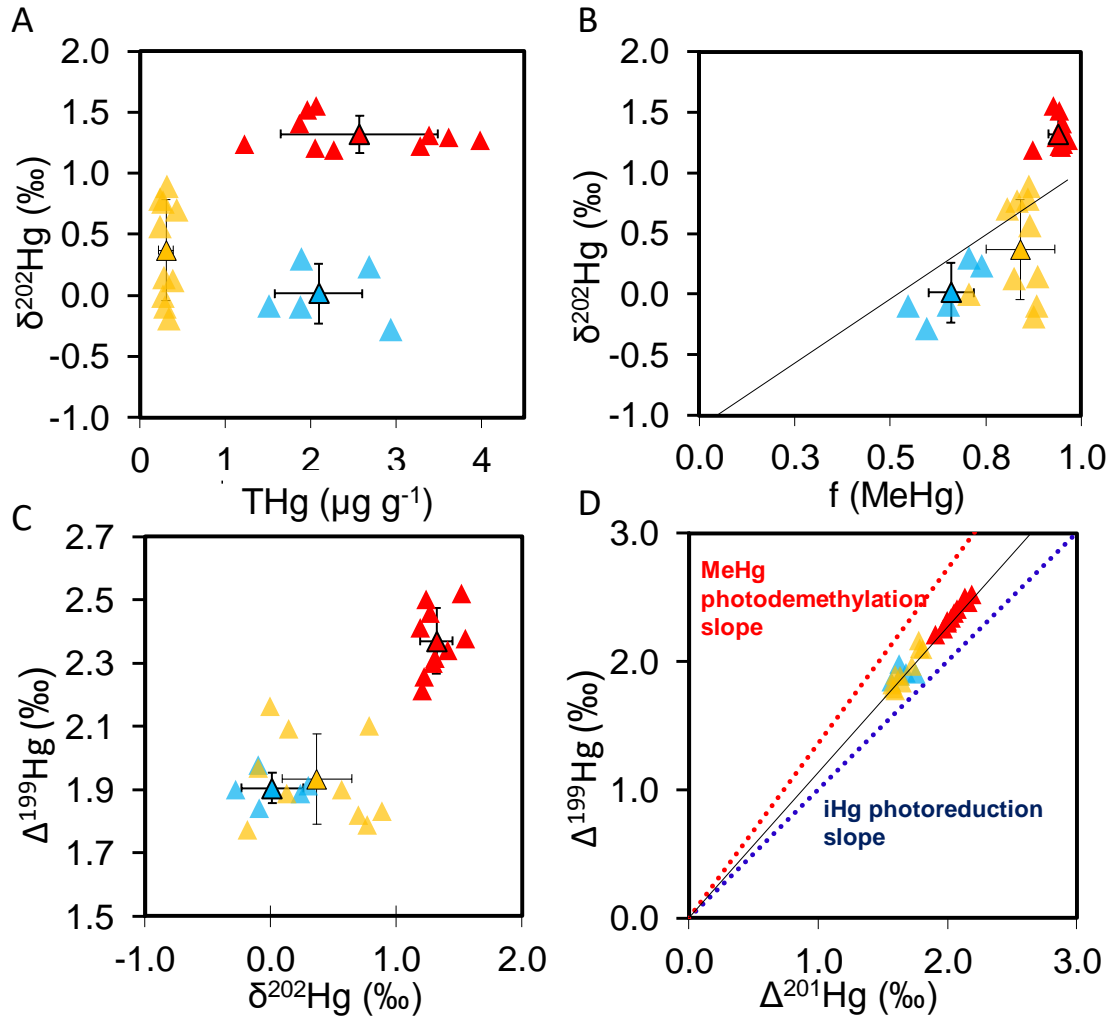 A
2.0
1.5
1.0
0.5
0.0
-0.5
-1.0
δ²⁰²Hg (‰)
0 1 2 3 4
THg (µg g⁻¹)
B
2.0
1.5
1.0
0.5
0.0
-0.5
-1.0
δ²⁰²Hg (‰)
0.0 0.3 0.5 0.8 1.0
f (MeHg)
C
2.7
2.5
2.3
2.1
1.9
1.7
1.5
Δ¹⁹⁹Hg (‰)
-1.0 0.0 1.0 2.0
δ²⁰²Hg (‰)
D
3.0
2.0
1.0
0.0
Δ¹⁹⁹Hg (‰)
MeHg
photodemethylation
slope
iHg photoreduction
slope
0.0 1.0 2.0 3.0
Δ²⁰¹Hg (‰)